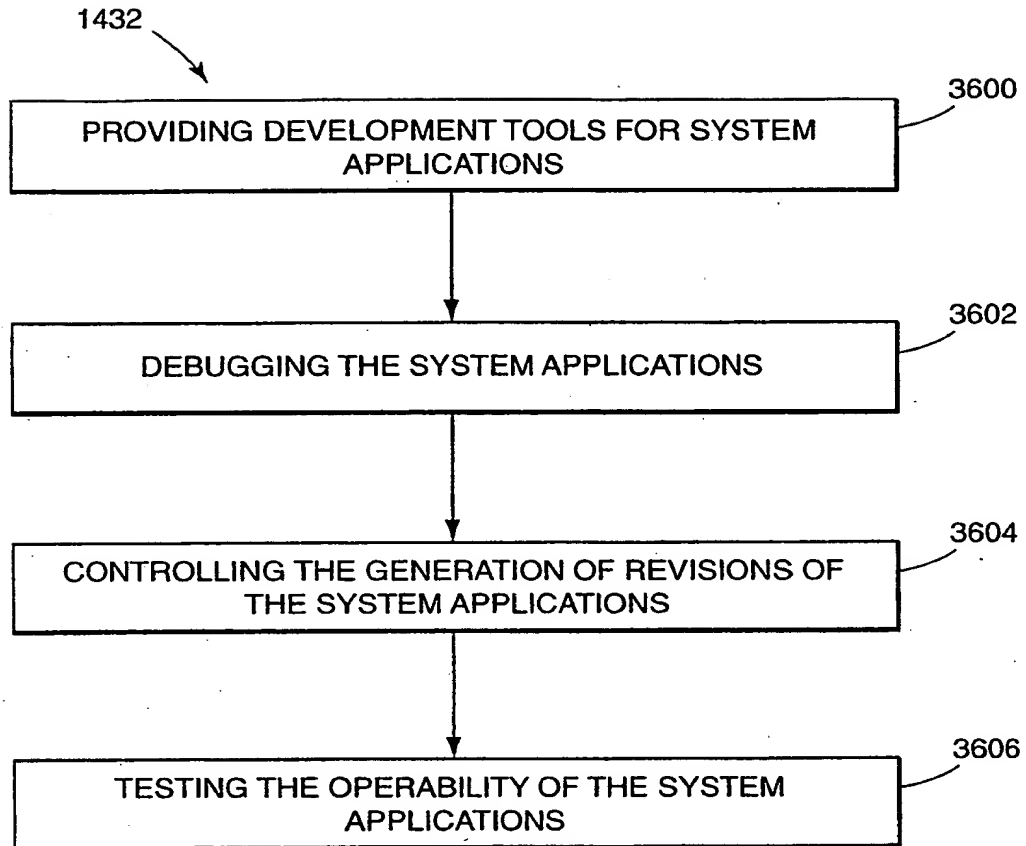 1432
3600
PROVIDING DEVELOPMENT TOOLS FOR SYSTEM
APPLICATIONS
3602
DEBUGGING THE SYSTEM APPLICATIONS
3604
CONTROLLING THE GENERATION OF REVISIONS OF
THE SYSTEM APPLICATIONS
3606
TESTING THE OPERABILITY OF THE SYSTEM
APPLICATIONS